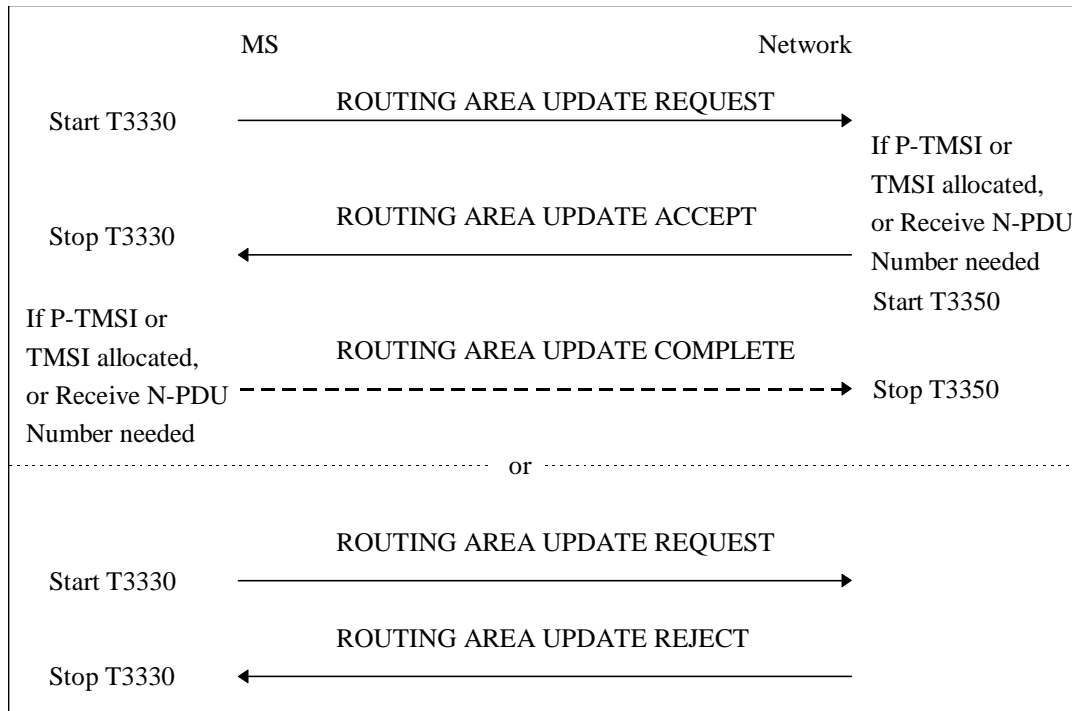 MS Network
ROUTING AREA UPDATE REQUEST
Start T3330
If P-TMSI or
TMSI allocated,
or Receive N-PDU
Number needed
Start T3350
ROUTING AREA UPDATE ACCEPT
Stop T3330
If P-TMSI or
TMSI allocated,
or Receive N-PDU
Number needed
ROUTING AREA UPDATE COMPLETE
Stop T3350
or
ROUTING AREA UPDATE REQUEST
Start T3330
ROUTING AREA UPDATE REJECT
Stop T3330